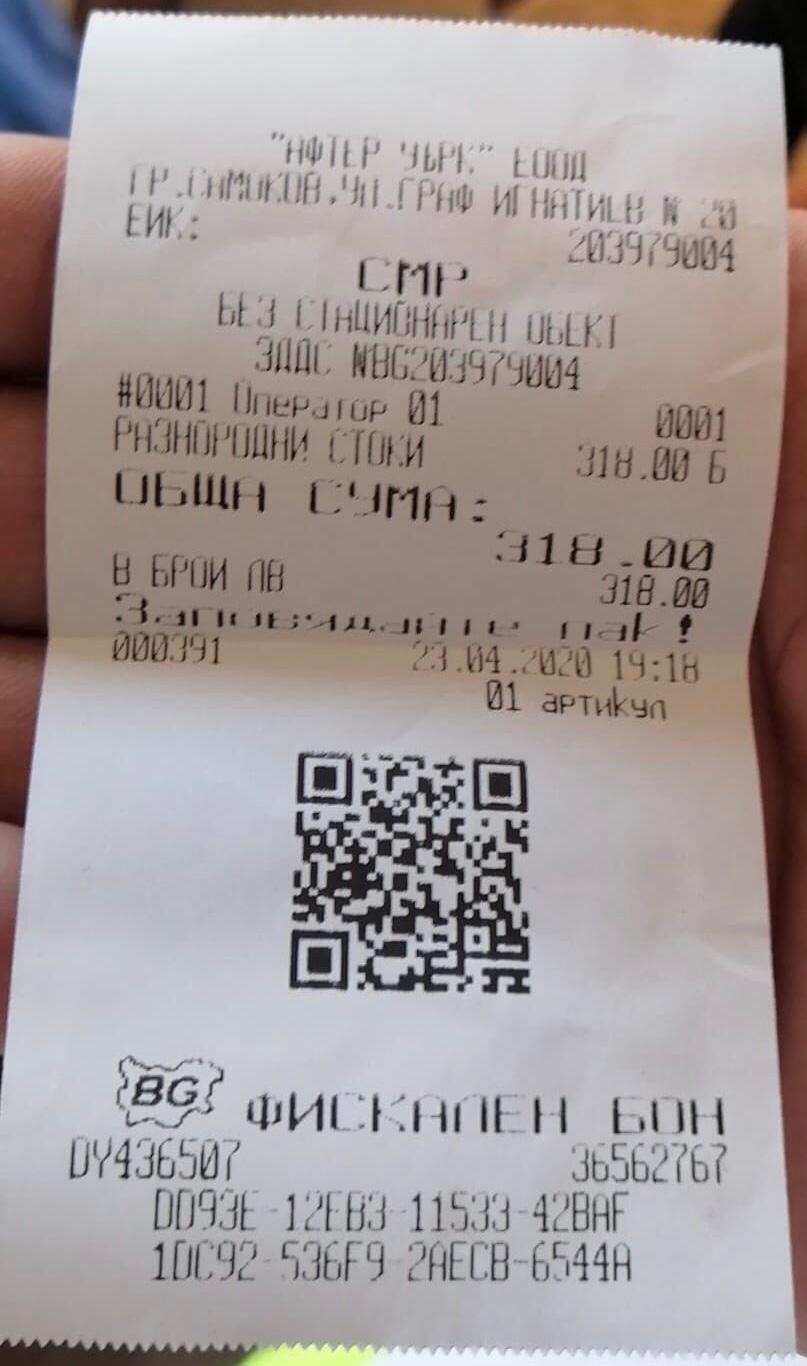 "АФТЕР УЪРК" ЕООД
ГР.САМОКОВ,УЛ.ГРАФ ИГНАТИЕВ № 20
ЕИК: 203979004
СМР
БЕЗ СТАЦИОНАРЕН ОБЕКТ
ЗДДС №BG203979004
#0001 Оператор 01 0001
РАЗНОРОДНИ СТОКИ 318.00 Б
ОБЩА СУМА:
318.00
В БРОЙ ЛВ 318.00
Заповядайте пак!
000391 23.04.2020 19:18
01 артикул
BG ФИСКАЛЕН БОН
DY436507 36562767
DD93E-12EB3-11533-42BAF
1DC92-536F9-2AECB-6544A